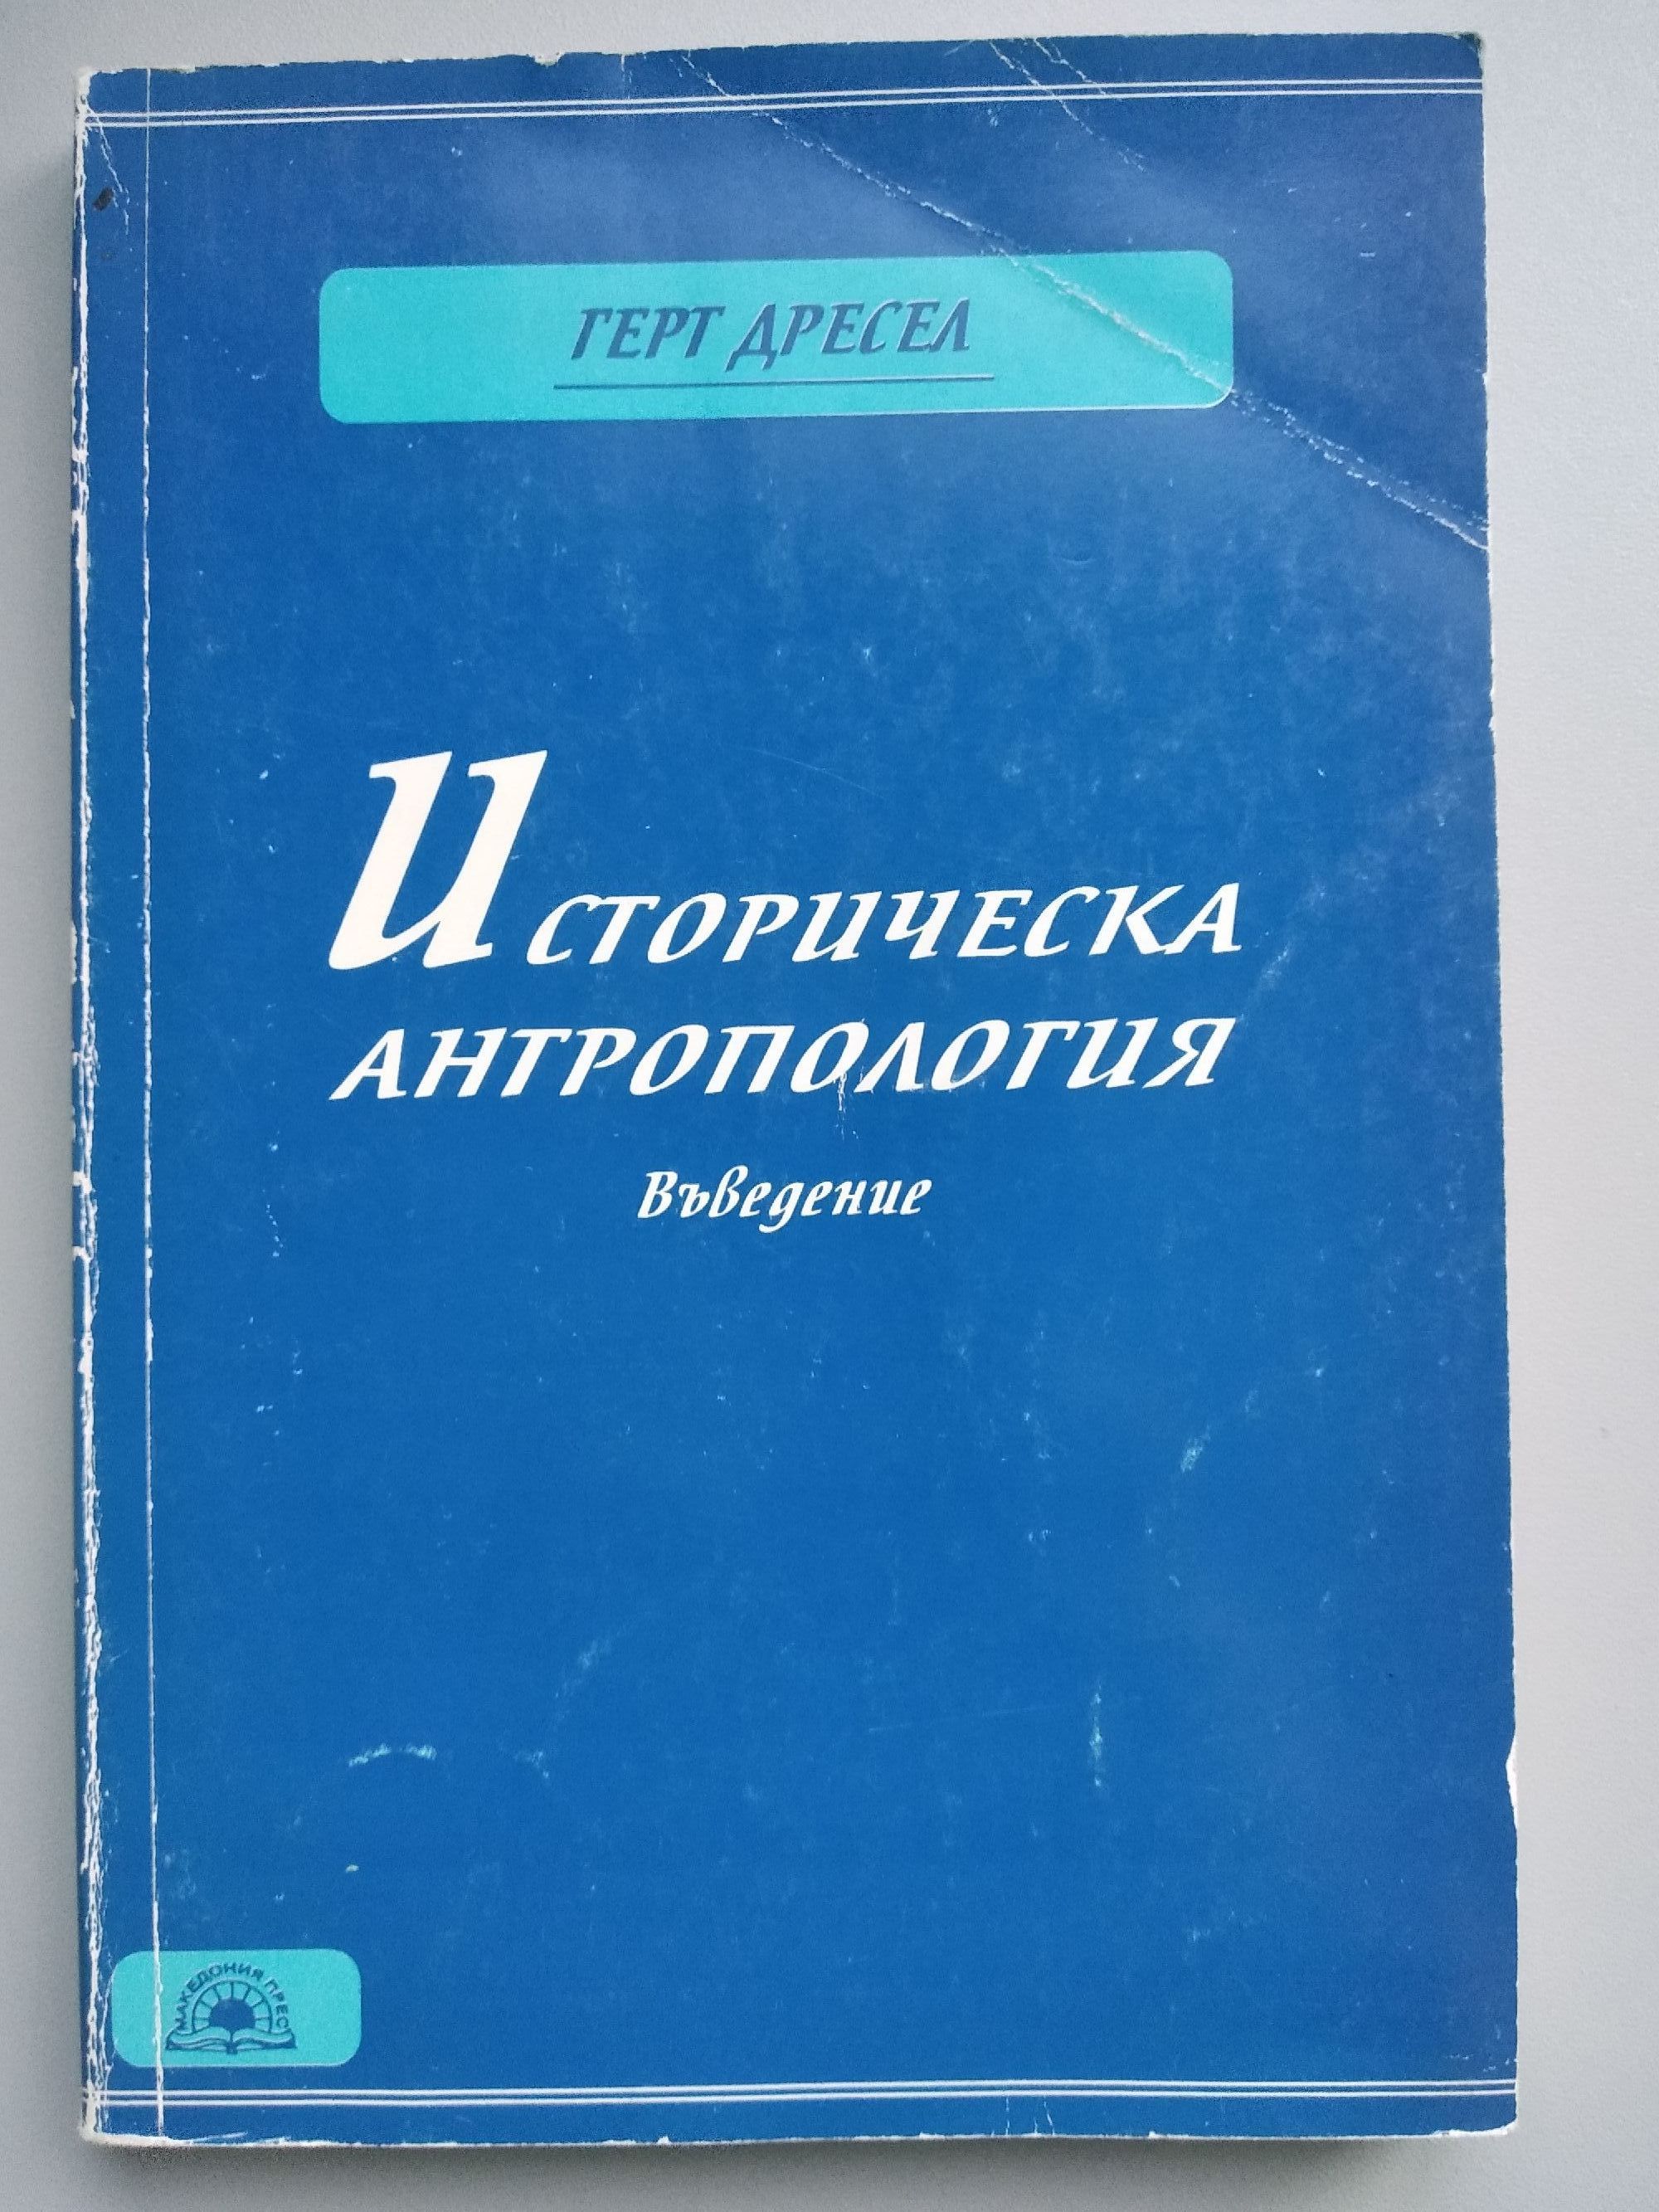 ГЕРТ ДРЕСЕЛ
ИСТОРИЧЕСКА
АНТРОПОЛОГИЯ
Въведение
МАКЕДОНИЯ ПРЕС